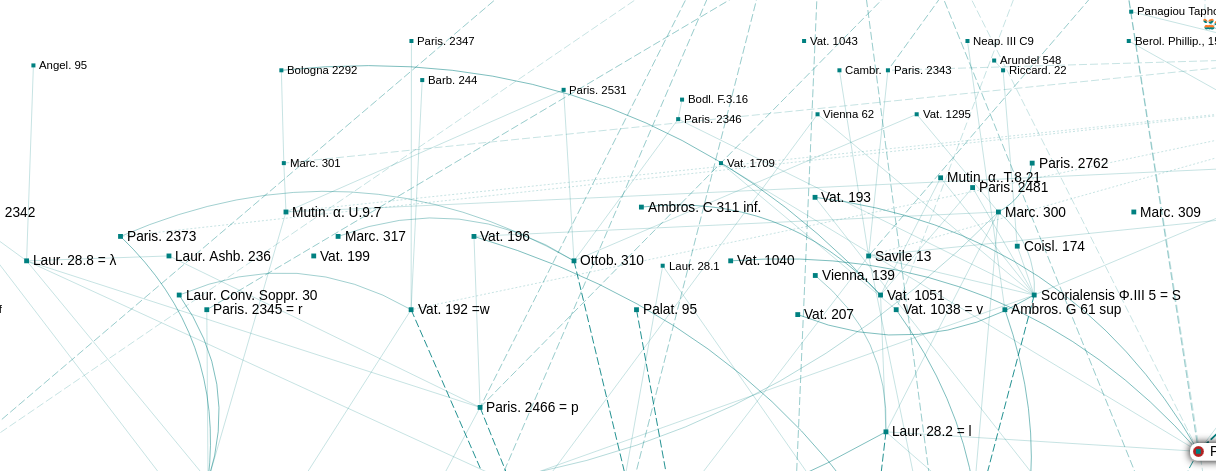 Panagiou Tapho
Paris. 2347
Vat. 1043
Neap. III C9
Berol. Phillip., 15
Angel. 95
Bologna 2292
Barb. 244
Paris. 2531
Cambr.
Paris. 2343
Arundel 548
Riccard. 22
Bodl. F.3.16
Paris. 2346
Vienna 62
Vat. 1295
Marc. 301
Vat. 1709
Paris. 2762
Mutin. α. T.8.21
Paris. 2481
2342
Mutin. α. U.9.7
Ambros. C 311 inf.
Vat. 193
Marc. 300
Marc. 309
Paris. 2373
Marc. 317
Vat. 196
Coisl. 174
Laur. 28.8 = λ
Laur. Ashb. 236
Vat. 199
Ottob. 310
Laur. 28.1
Vat. 1040
Savile 13
Vienna, 139
Laur. Conv. Soppr. 30
Vat. 1051
Scorialensis Φ.III 5 = S
Paris. 2345 = r
Vat. 192 =w
Palat. 95
Vat. 207
Vat. 1038 = v
Ambros. G 61 sup
Paris. 2466 = p
Laur. 28.2 = l
P